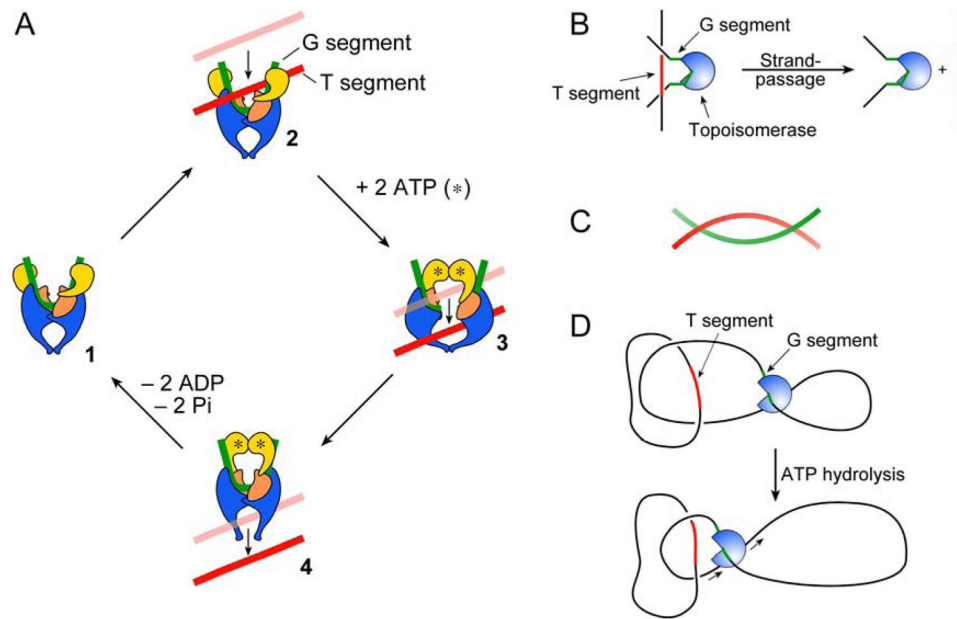 A
G segment
T segment
2
+ 2 ATP (*)
* *
3
1
– 2 ADP
– 2 Pi
* *
4
B
G segment
T segment
Strand-
passage
+
Topoisomerase
C
D
T segment
G segment
ATP hydrolysis